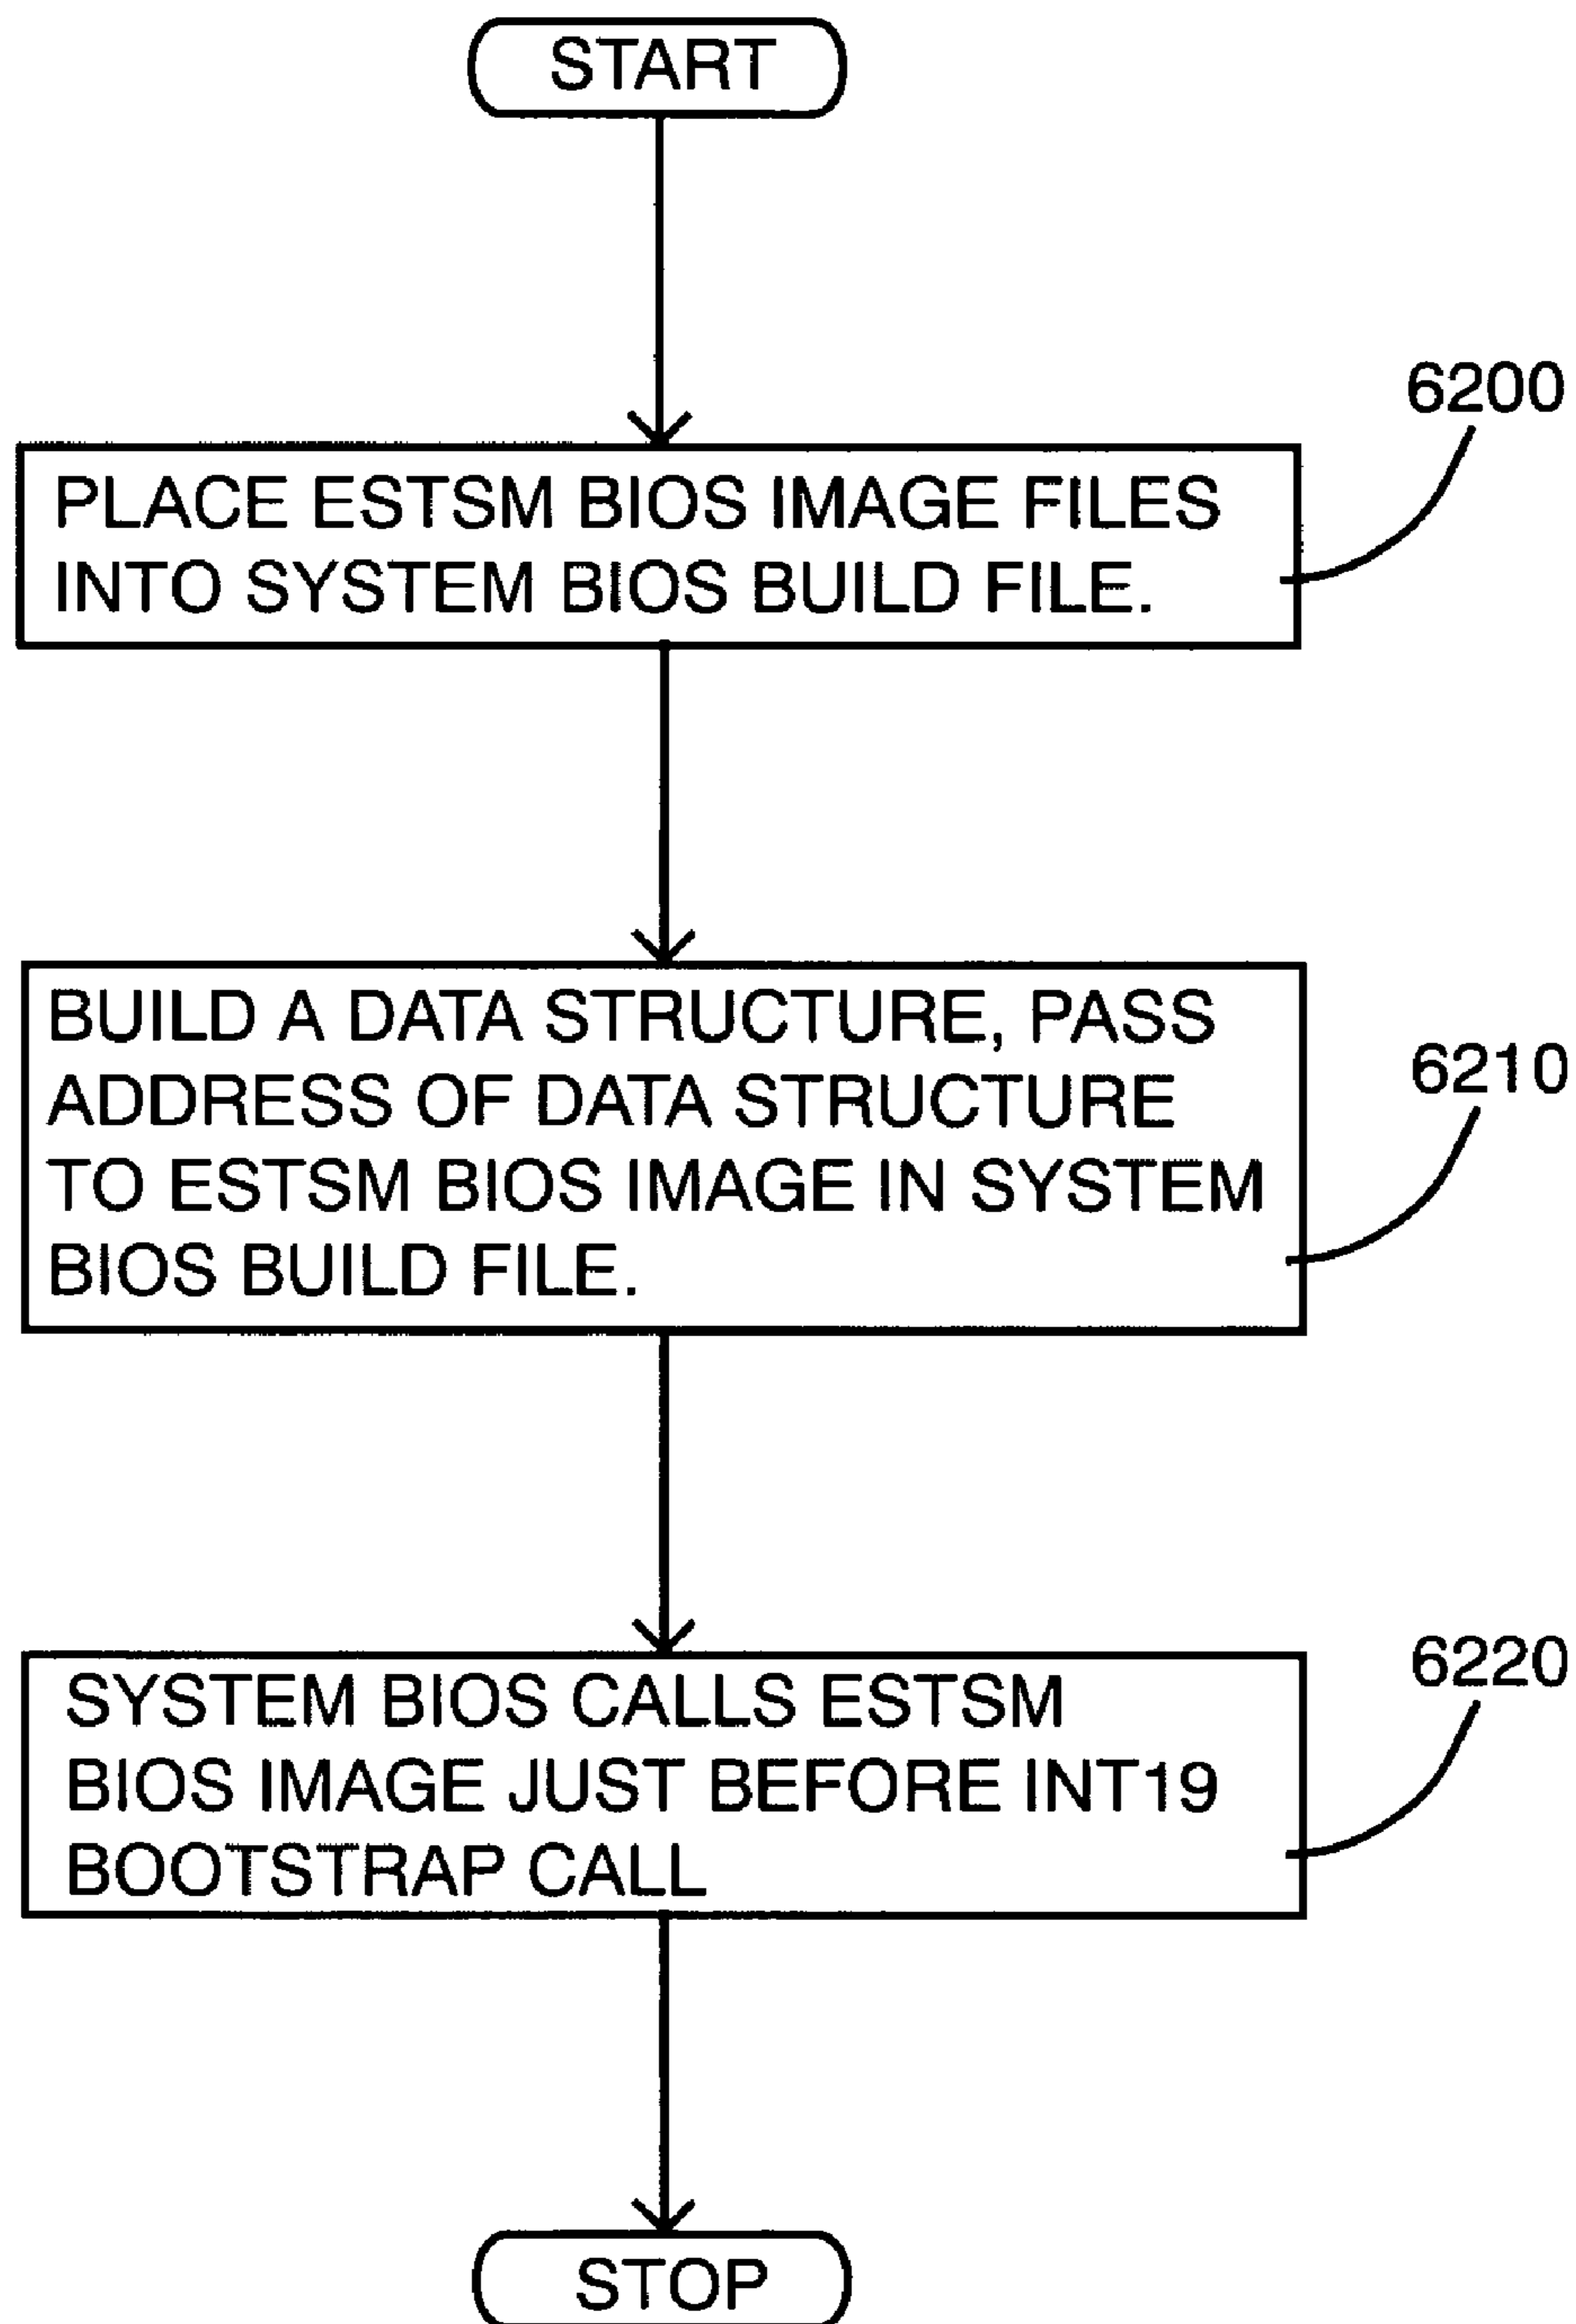 START
6200
PLACE ESTSM BIOS IMAGE FILES
INTO SYSTEM BIOS BUILD FILE.
6210
BUILD A DATA STRUCTURE, PASS
ADDRESS OF DATA STRUCTURE
TO ESTSM BIOS IMAGE IN SYSTEM
BIOS BUILD FILE.
6220
SYSTEM BIOS CALLS ESTSM
BIOS IMAGE JUST BEFORE INT19
BOOTSTRAP CALL
STOP